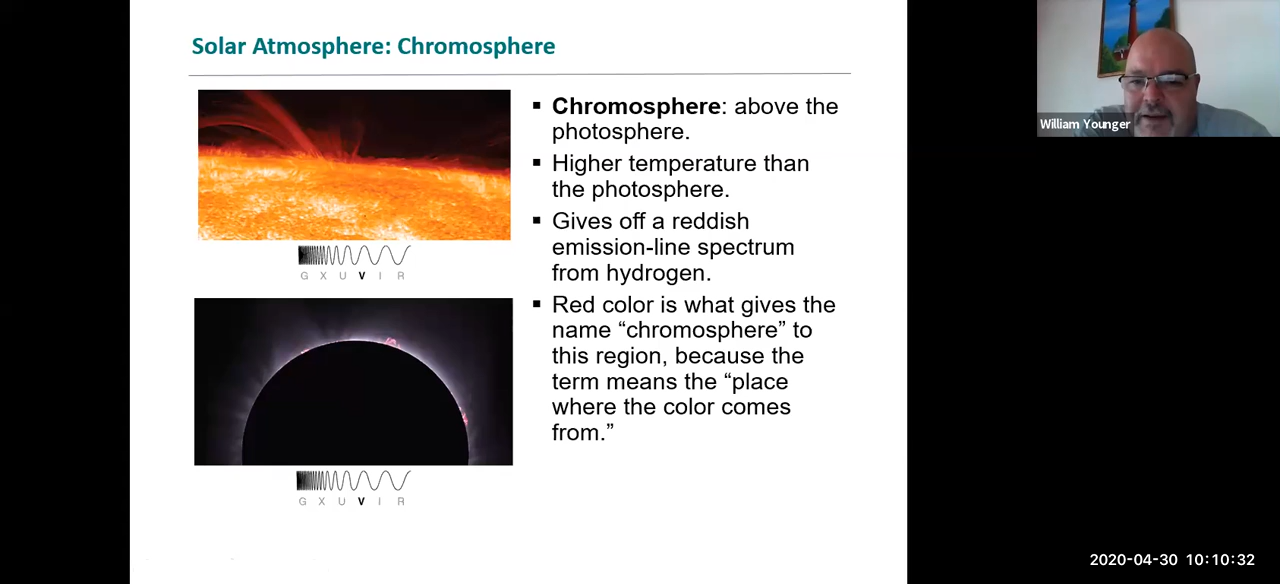 Solar Atmosphere: Chromosphere
▪ Chromosphere: above the
photosphere.
▪ Higher temperature than
the photosphere.
▪ Gives off a reddish
emission-line spectrum
from hydrogen.
▪ Red color is what gives the
name “chromosphere” to
this region, because the
term means the “place
where the color comes
from.”
G X U V I R
G X U V I R
William Younger
2020-04-30 10:10:32